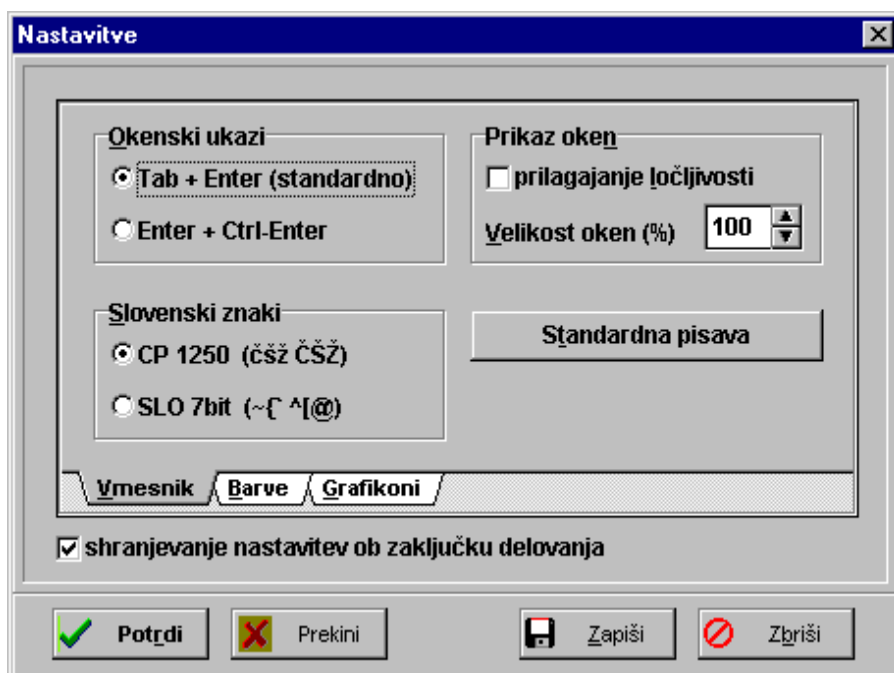 Nastavitve
Okenski ukazi
Tab + Enter (standardno)
Enter + Ctrl-Enter
Prikaz oken
prilagajanje ločljivosti
Velikost oken (%) 100
Slovenski znaki
CP 1250 (čšž ČŠŽ)
SLO 7bit (~{` ^[@)
Standardna pisava
Vmesnik Barve Grafikoni
shranjevanje nastavitev ob zaključku delovanja
Potrdi Prekini Zapiši Zbriši